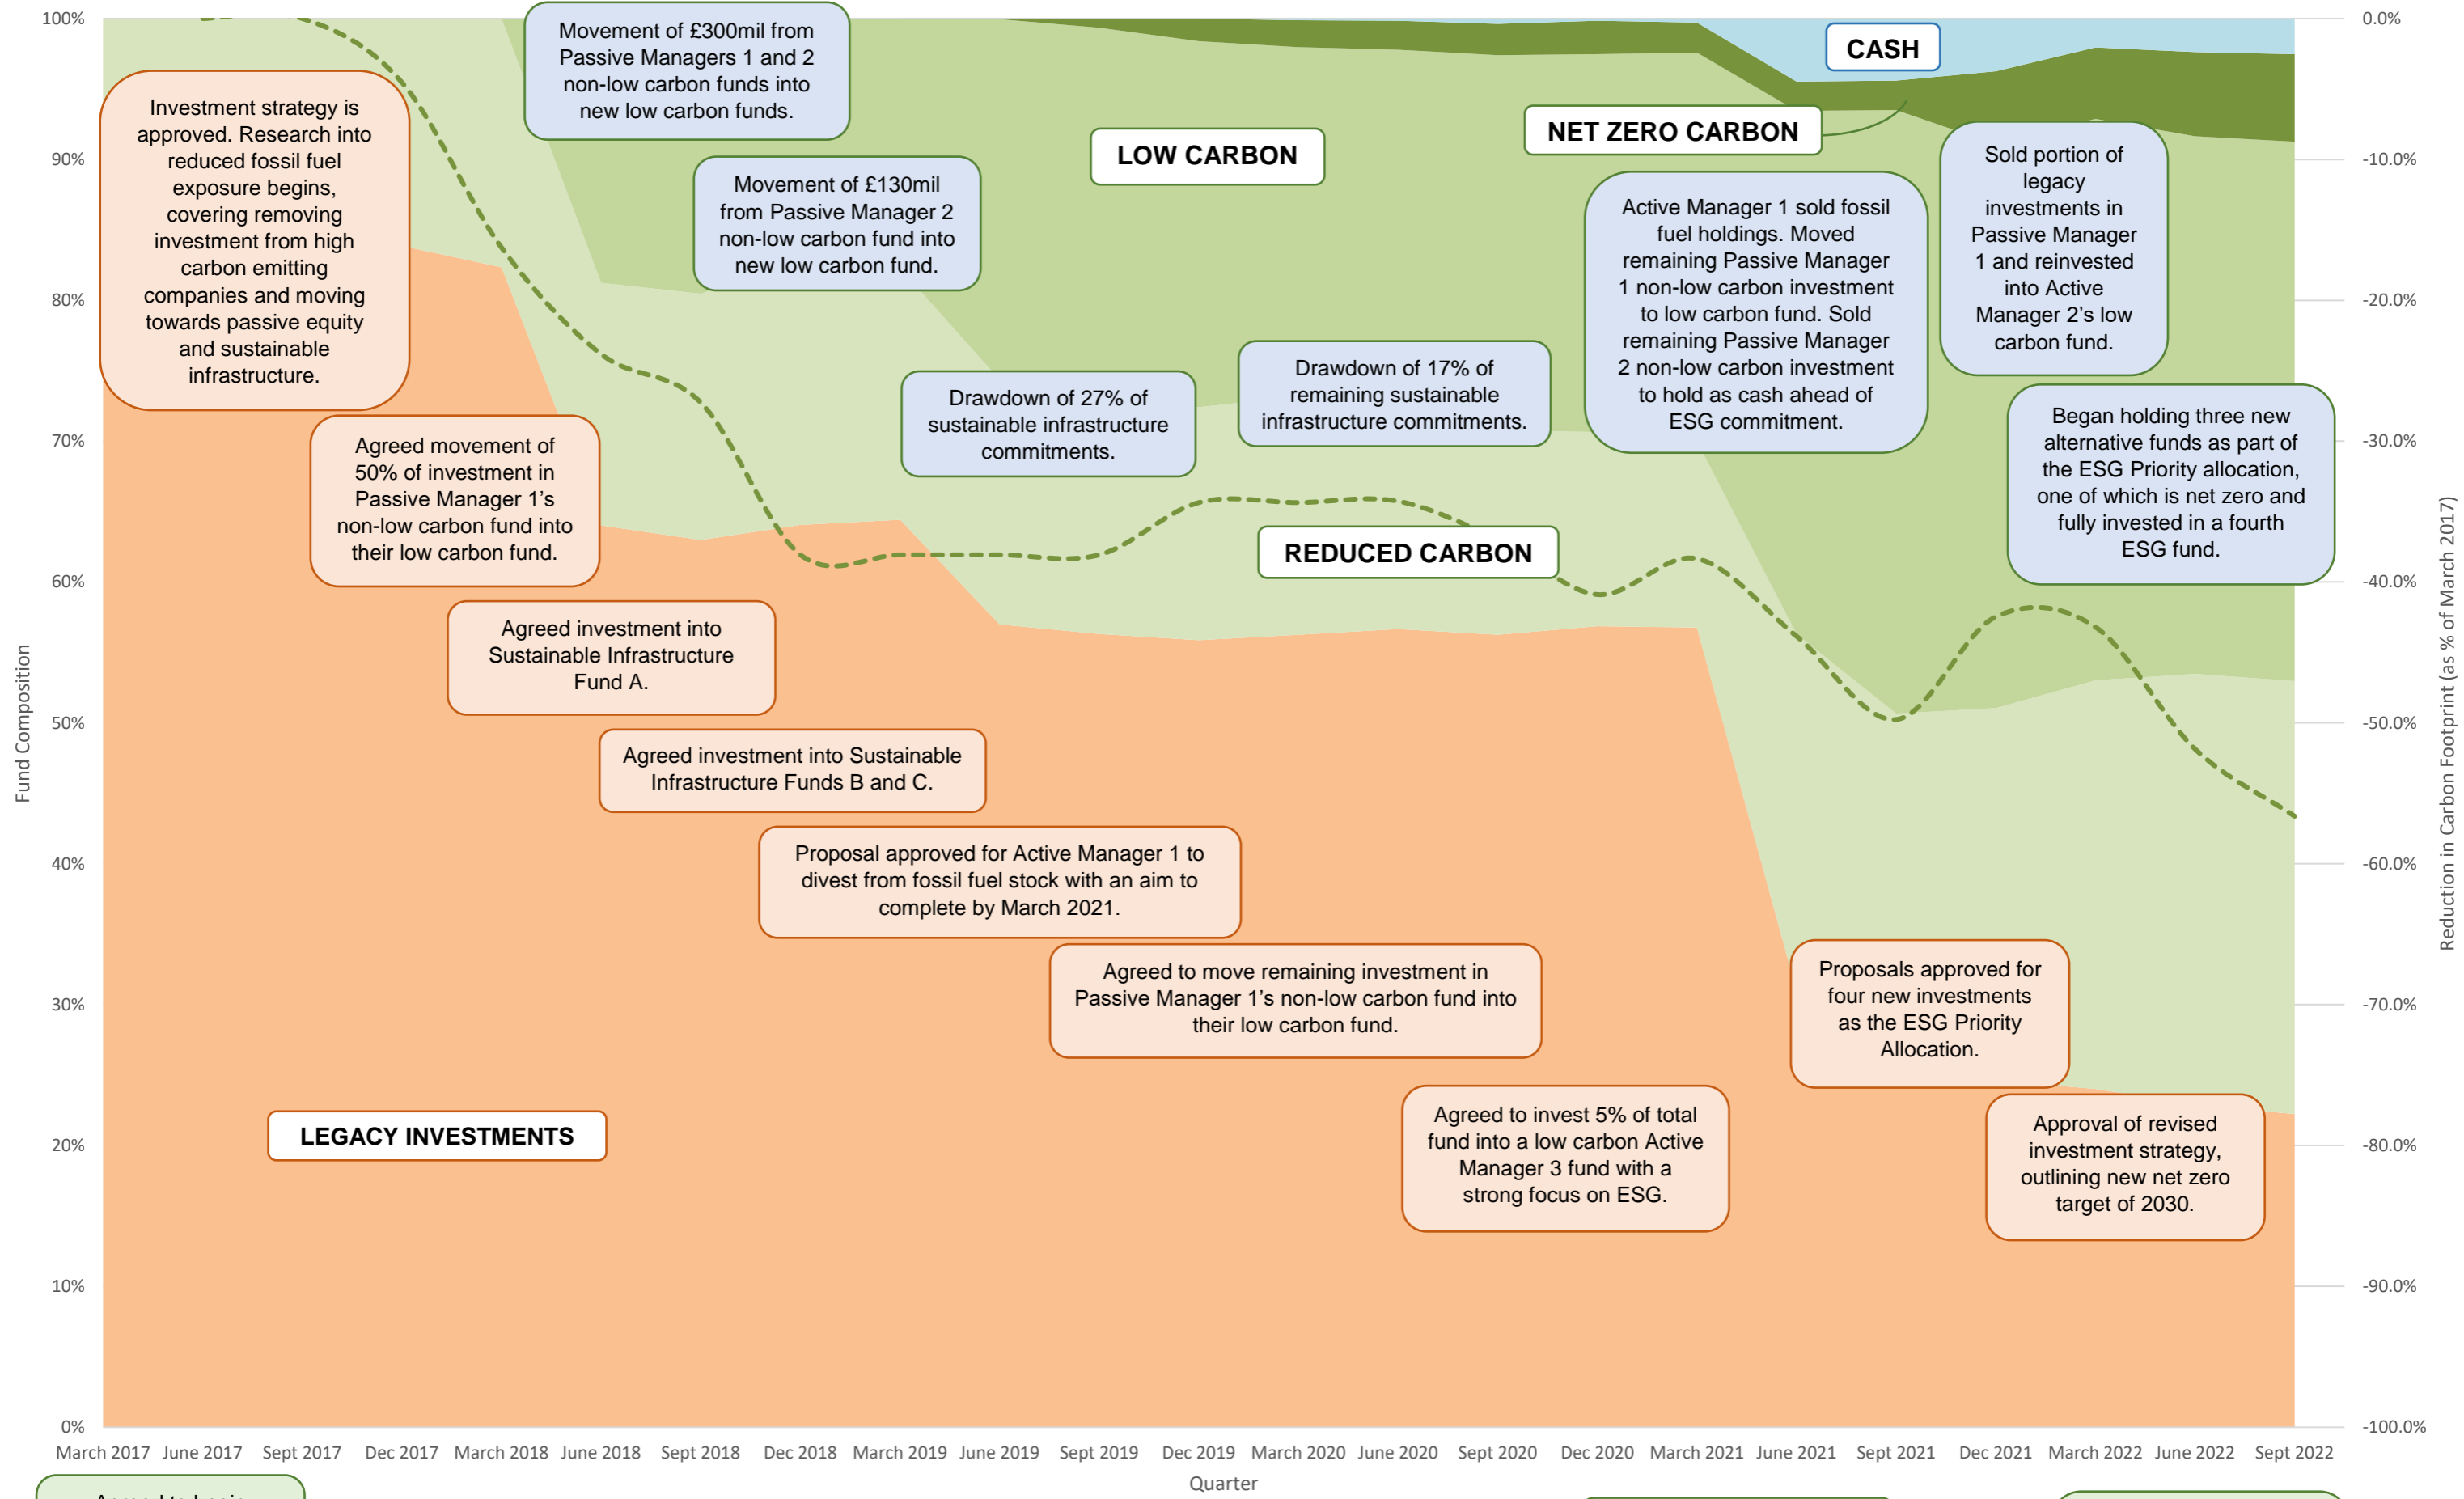 100%
90%
80%
70%
60%
50%
40%
30%
20%
10%
0%
Fund Composition
0.0%
-10.0%
-20.0%
-30.0%
-40.0%
-50.0%
-60.0%
-70.0%
-80.0%
-90.0%
-100.0%
Reduction in Carbon Footprint (as % of March 2017)
Investment strategy is
approved. Research into
reduced fossil fuel
exposure begins,
covering removing
investment from high
carbon emitting
companies and moving
towards passive equity
and sustainable
infrastructure.
Movement of £300mil from
Passive Managers 1 and 2
non-low carbon funds into
new low carbon funds.
Movement of £130mil
from Passive Manager 2
non-low carbon fund into
new low carbon fund.
LOW CARBON
CASH
NET ZERO CARBON
Active Manager 1 sold fossil
fuel holdings. Moved
remaining Passive Manager
1 non-low carbon investment
to low carbon fund. Sold
remaining Passive Manager
2 non-low carbon investment
to hold as cash ahead of
ESG commitment.
Sold portion of
legacy
investments in
Passive Manager
1 and reinvested
into Active
Manager 2’s low
carbon fund.
Drawdown of 27% of
sustainable infrastructure
commitments.
Drawdown of 17% of
remaining sustainable
infrastructure commitments.
Began holding three new
alternative funds as part of
the ESG Priority allocation,
one of which is net zero and
fully invested in a fourth
ESG fund.
Agreed movement of
50% of investment in
Passive Manager 1’s
non-low carbon fund into
their low carbon fund.
REDUCED CARBON
Agreed investment into
Sustainable Infrastructure
Fund A.
Agreed investment into Sustainable
Infrastructure Funds B and C.
Proposal approved for Active Manager 1 to
divest from fossil fuel stock with an aim to
complete by March 2021.
Agreed to move remaining investment in
Passive Manager 1’s non-low carbon fund into
their low carbon fund.
Proposals approved for
four new investments
as the ESG Priority
Allocation.
Agreed to invest 5% of total
fund into a low carbon Active
Manager 3 fund with a
strong focus on ESG.
Approval of revised
investment strategy,
outlining new net zero
target of 2030.
LEGACY INVESTMENTS
March 2017 June 2017 Sept 2017 Dec 2017 March 2018 June 2018 Sept 2018 Dec 2018 March 2019 June 2019 Sept 2019 Dec 2019 March 2020 June 2020 Sept 2020 Dec 2020 March 2021 June 2021 Sept 2021 Dec 2021 March 2022 June 2022 Sept 2022
Quarter